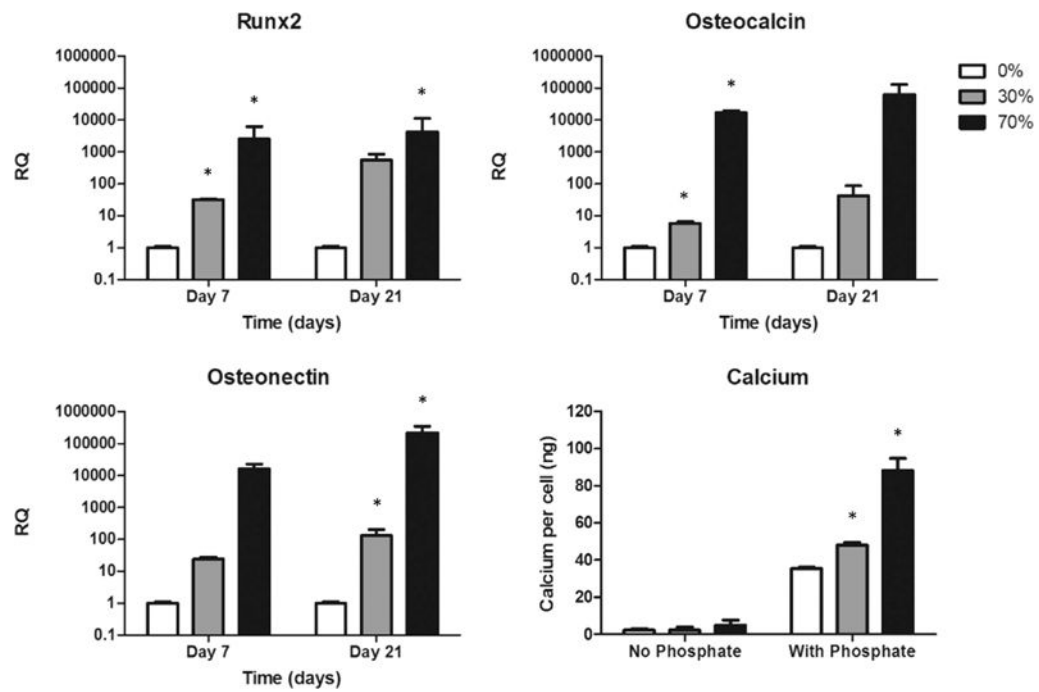 Runx2
1000000
100000
10000
1000
100
10
1
0.1
RQ
*
*
*
Day 7
Day 21
Time (days)
Osteocalcin
1000000
100000
10000
1000
100
10
1
0.1
RQ
*
*
Day 7
Day 21
Time (days)
0%
30%
70%
Osteonectin
1000000
100000
10000
1000
100
10
1
0.1
RQ
*
*
Day 7
Day 21
Time (days)
Calcium
120
100
80
60
40
20
0
Calcium per cell (ng)
*
*
No Phosphate
With Phosphate